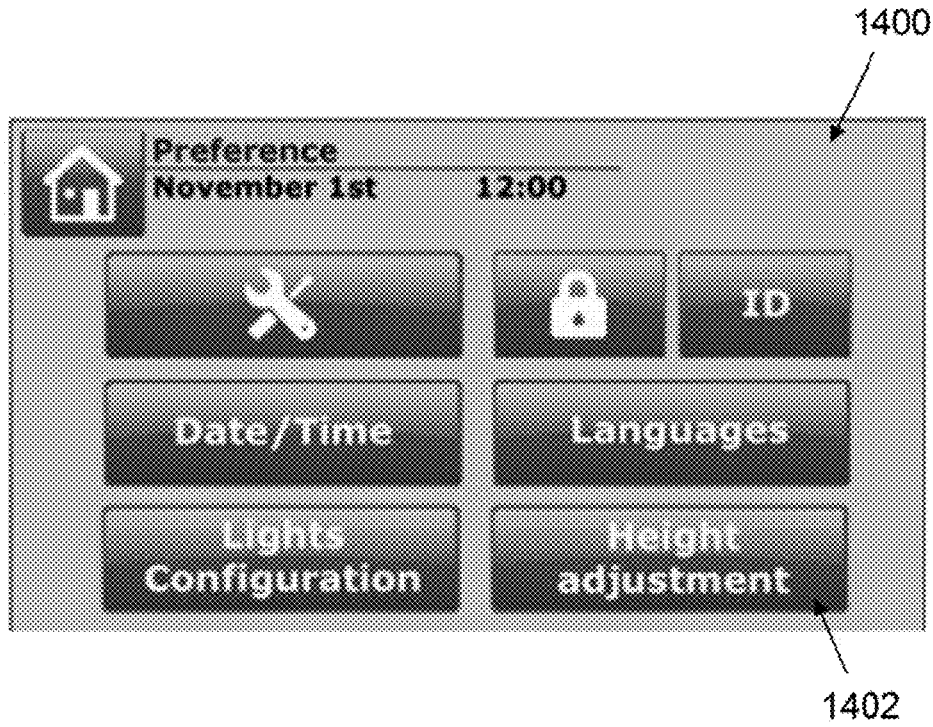 1400
Preference
November 1st 12:00
ID
Date/Time Languages
Lights Height
Configuration adjustment
1402